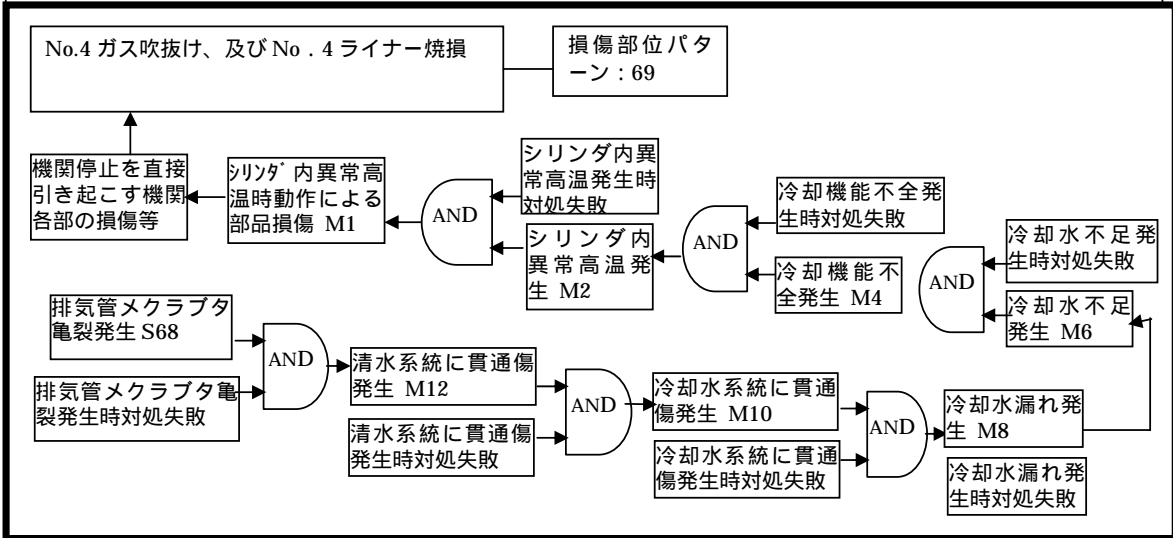 No.4 ガス吹抜け、及び No．4 ライナー焼損
損傷部位パタ
ーン：69
機関停止を直接
引き起こす機関
各部の損傷等
ｼﾘﾝﾀﾞ内異常高
温時動作による
部品損傷 M1
AND
シリンダ内異
常高温発生時
対処失敗
シリンダ内
異常高温発
生 M2
AND
冷却機能不全発
生時対処失敗
冷却機能不
全発生 M4
AND
冷却水不足発
生時対処失敗
冷却水不足
発生 M6
排気管メクラブタ
亀裂発生 S68
排気管メクラブタ亀
裂発生時対処失敗
AND
清水系統に貫通傷
発生 M12
清水系統に貫通傷
発生時対処失敗
AND
冷却水系統に貫通
傷発生 M10
冷却水系統に貫通
傷発生時対処失敗
AND
冷却水漏れ発
生 M8
冷却水漏れ発
生時対処失敗